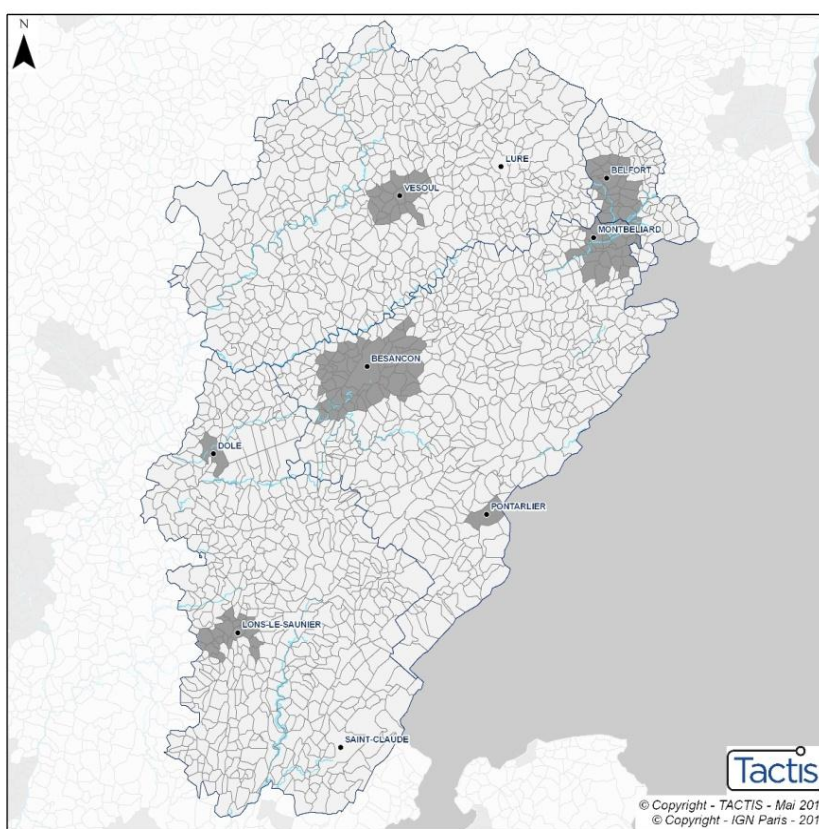 N
LURE
BELFORT
VESOUL
MONTBELIARD
BESANCON
DOLE
PONTARLIER
LONS-LE-SAUNIER
SAINT-CLAUDE
Tactis
© Copyright - TACTIS - Mai 201
© Copyright - IGN Paris - 201